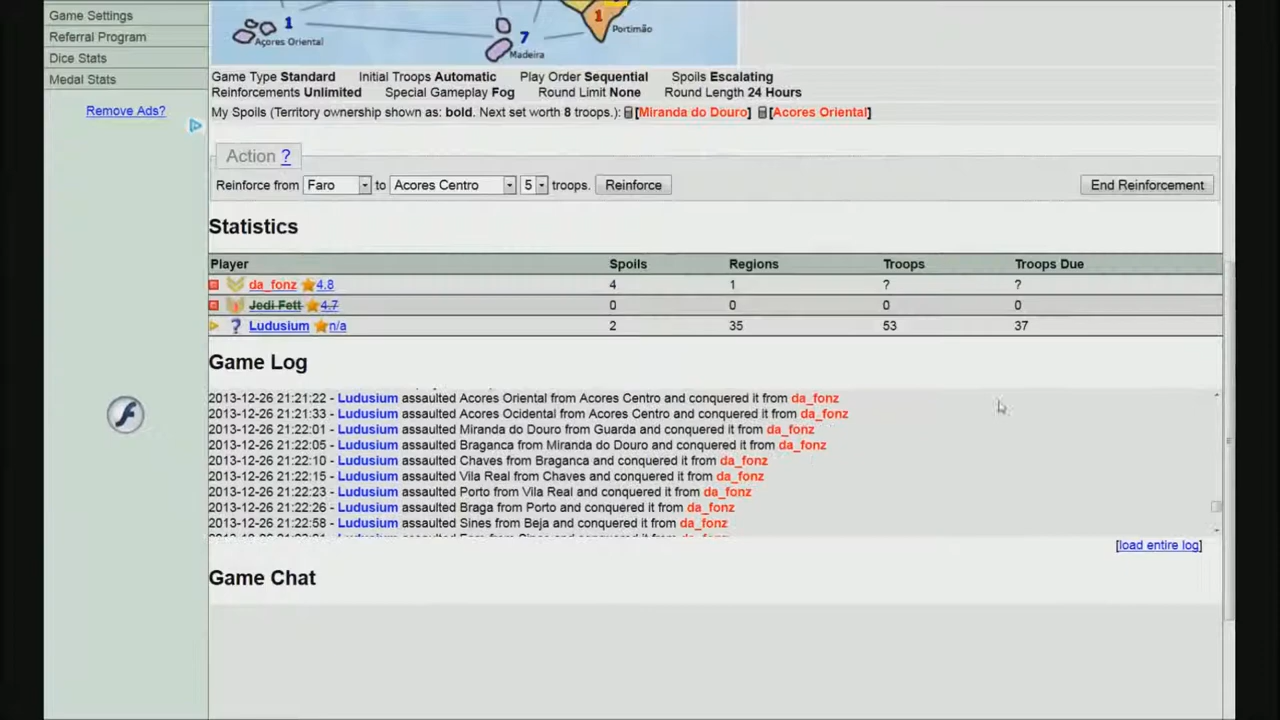 Game Settings
Referral Program
Dice Stats
Medal Stats
Remove Ads?
1
Açores Oriental
7
Madeira
1
Portimão
Game Type Standard Initial Troops Automatic Play Order Sequential Spoils Escalating
Reinforcements Unlimited Special Gameplay Fog Round Limit None Round Length 24 Hours
My Spoils (Territory ownership shown as: bold. Next set worth 8 troops.): [Miranda do Douro] [Acores Oriental]
Action ?
Reinforce from Faro to Acores Centro 5 troops. Reinforce End Reinforcement
Statistics
Player Spoils Regions Troops Troops Due
da_fonz 4.8 4 1 ? ?
Jedi Fett 4.7 0 0 0 0
? Ludusium n/a 2 35 53 37
Game Log
2013-12-26 21:21:22 - Ludusium assaulted Acores Oriental from Acores Centro and conquered it from da_fonz
2013-12-26 21:21:33 - Ludusium assaulted Acores Ocidental from Acores Centro and conquered it from da_fonz
2013-12-26 21:22:01 - Ludusium assaulted Miranda do Douro from Guarda and conquered it from da_fonz
2013-12-26 21:22:05 - Ludusium assaulted Braganca from Miranda do Douro and conquered it from da_fonz
2013-12-26 21:22:10 - Ludusium assaulted Chaves from Braganca and conquered it from da_fonz
2013-12-26 21:22:15 - Ludusium assaulted Vila Real from Chaves and conquered it from da_fonz
2013-12-26 21:22:23 - Ludusium assaulted Porto from Vila Real and conquered it from da_fonz
2013-12-26 21:22:26 - Ludusium assaulted Braga from Porto and conquered it from da_fonz
2013-12-26 21:22:58 - Ludusium assaulted Sines from Beja and conquered it from da_fonz
[load entire log]
Game Chat